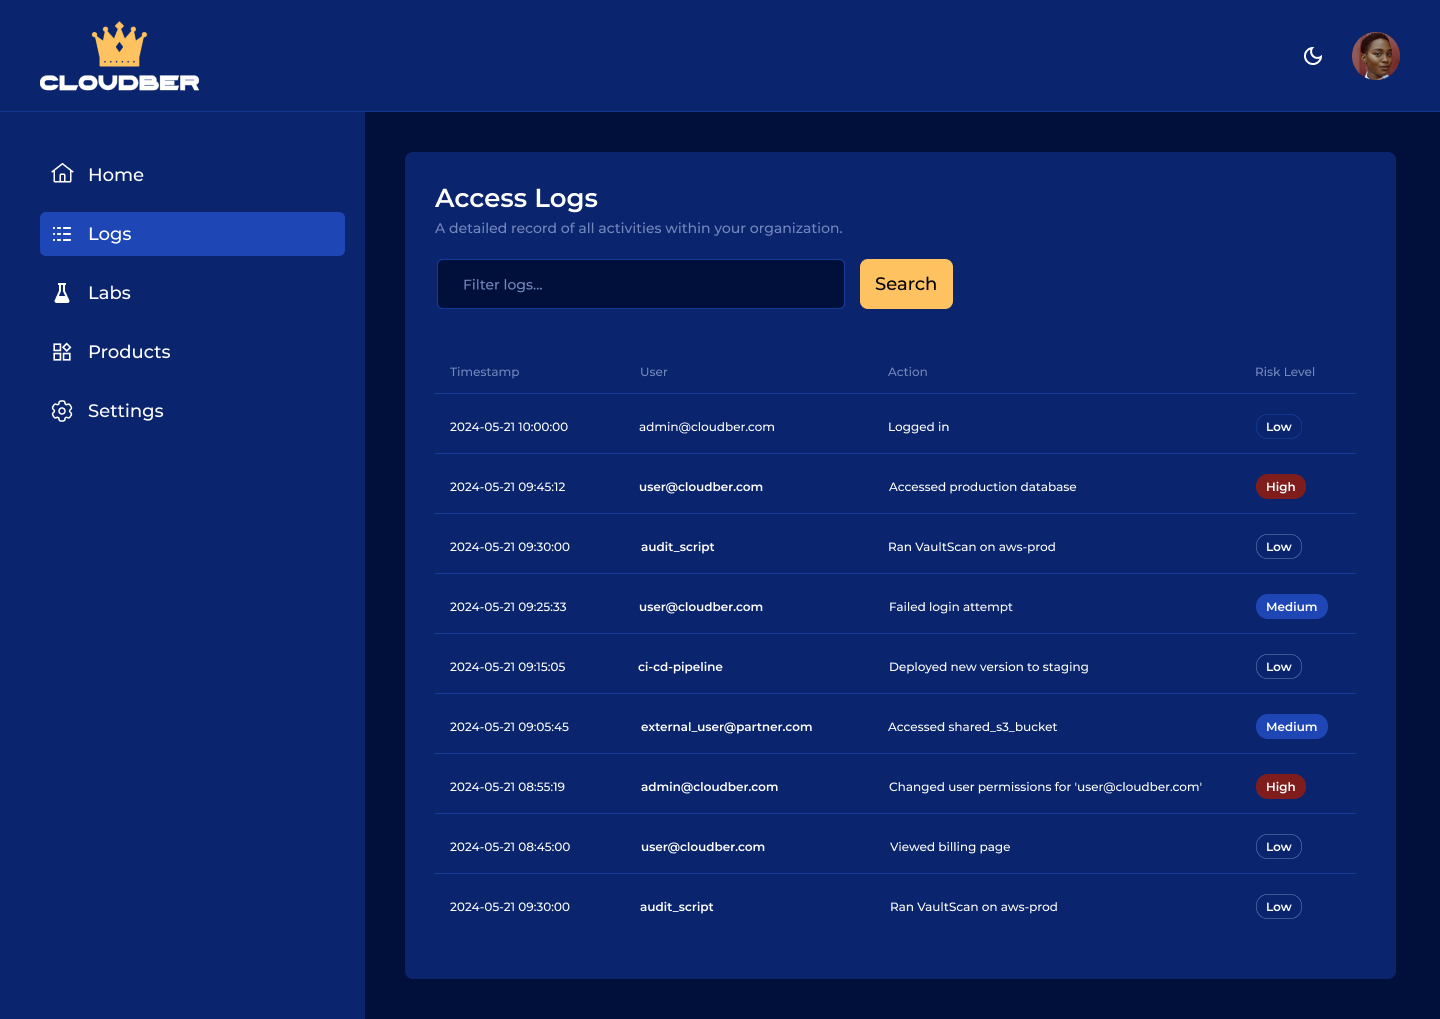 CLOUDBER
Home
Logs
Labs
Products
Settings
Access Logs
A detailed record of all activities within your organization.
Filter logs...
Search
Timestamp User Action Risk Level
2024-05-21 10:00:00 admin@cloudber.com Logged in Low
2024-05-21 09:45:12 user@cloudber.com Accessed production database High
2024-05-21 09:30:00 audit_script Ran VaultScan on aws-prod Low
2024-05-21 09:25:33 user@cloudber.com Failed login attempt Medium
2024-05-21 09:15:05 ci-cd-pipeline Deployed new version to staging Low
2024-05-21 09:05:45 external_user@partner.com Accessed shared_s3_bucket Medium
2024-05-21 08:55:19 admin@cloudber.com Changed user permissions for 'user@cloudber.com' High
2024-05-21 08:45:00 user@cloudber.com Viewed billing page Low
2024-05-21 09:30:00 audit_script Ran VaultScan on aws-prod Low